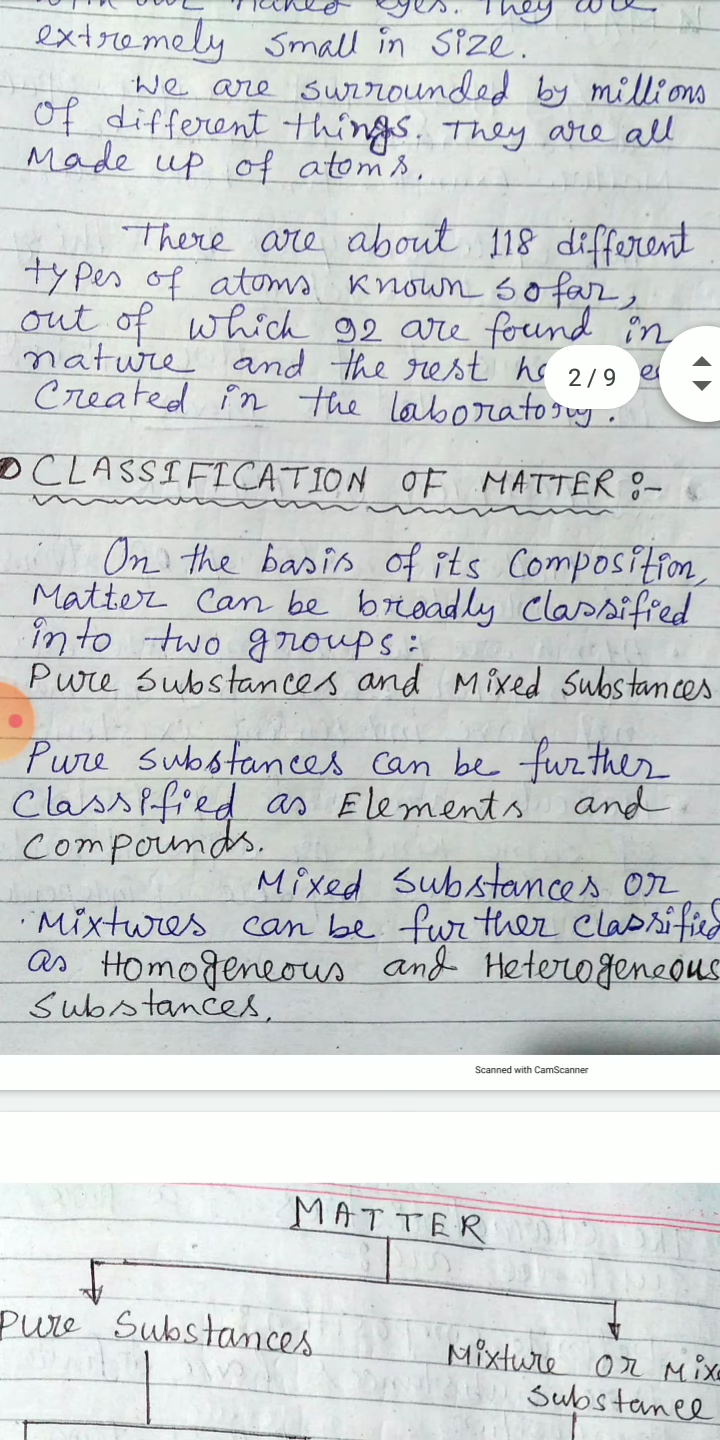 eyes. They are
extremely small in size.
We are surrounded by millions
of different things. They are all
Made up of atoms.
There are about 118 different
types of atoms known so far,
out of which 92 are found in
nature and the rest
Created in the laboratory.
2/9
CLASSIFICATION OF MATTER :-
On the basis of its Composition,
Matter can be broadly classified
into two groups:
Pure substances and Mixed substances
Pure substances can be further
Classified as Elements and
Compounds.
Mixed substances or
Mixtures can be further classified
as Homogeneous and Heterogeneous
Substances.
Scanned with CamScanner
MATTER
Pure Substances
Mixture or
Substance